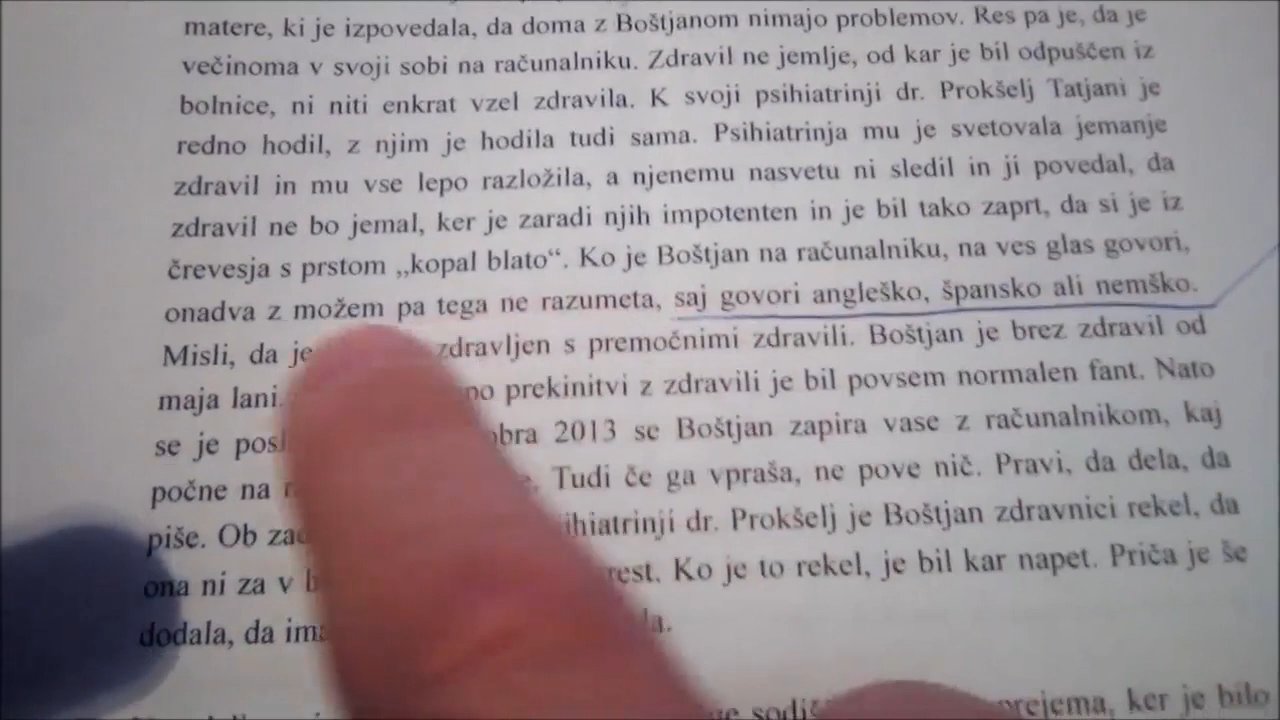 matere, ki je izpovedala, da doma z Boštjanom nimajo problemov. Res pa je, da je
večinoma v svoji sobi na računalniku. Zdravil ne jemlje, od kar je bil odpuščen iz
bolnice, ni niti enkrat vzel zdravila. K svoji psihiatrinji dr. Prokšelj Tatjani je
redno hodil, z njim je hodila tudi sama. Psihiatrinja mu je svetovala jemanje
zdravil in mu vse lepo razložila, a njenemu nasvetu ni sledil in ji povedal, da
zdravil ne bo jemal, ker je zaradi njih impotenten in je bil tako zaprt, da si je iz
črevesja s prstom „kopal blato“. Ko je Boštjan na računalniku, na ves glas govori,
onadva z možem pa tega ne razumeta, saj govori angleško, špansko ali nemško.
Misli, da je zdravljen s premočnimi zdravili. Boštjan je brez zdravil od
maja lani. po prekinitvi z zdravili je bil povsem normalen fant. Nato
se je 2013 se Boštjan zapira vase z računalnikom, kaj
počne na Tudi če ga vpraša, ne pove nič. Pravi, da dela, da
piše. Ob dr. Prokšelj je Boštjan zdravnici rekel, da
ona ni za v Ko je to rekel, je bil kar napet. Priča je še
dodala, da
ker je bilo